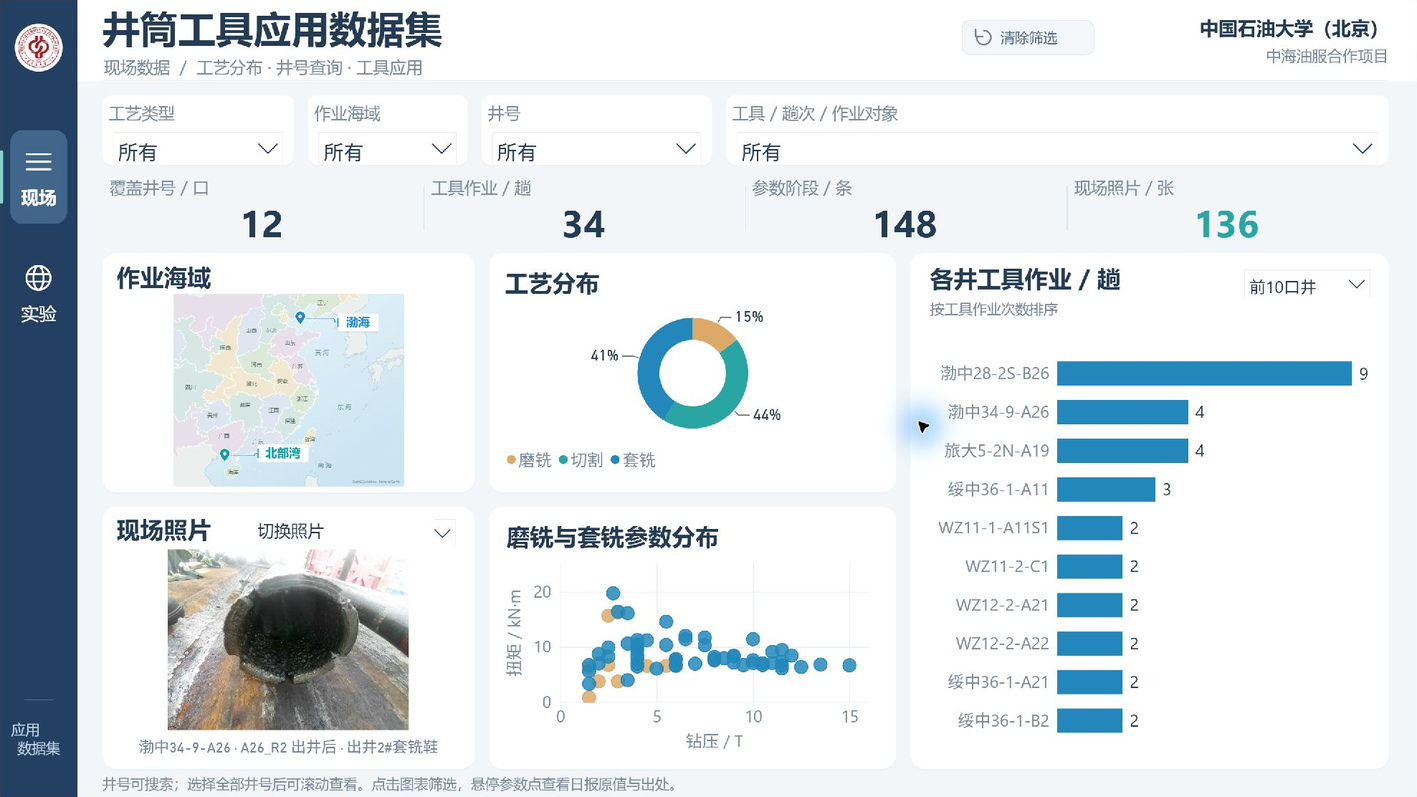 井筒工具应用数据集
现场数据 / 工艺分布 · 井号查询 · 工具应用
清除筛选
中国石油大学（北京）
中海油服合作项目
现场
实验
应用
数据集
工艺类型
所有
作业海域
所有
井号
所有
工具 / 趟次 / 作业对象
所有
覆盖井号 / 口
12
工具作业 / 趟
34
参数阶段 / 条
148
现场照片 / 张
136
作业海域
渤海
北部湾
工艺分布
15%
41%
44%
磨铣 切割 套铣
各井工具作业 / 趟
前10口井
按工具作业次数排序
渤中28-2S-B26 9
渤中34-9-A26 4
旅大5-2N-A19 4
绥中36-1-A11 3
WZ11-1-A11S1 2
WZ11-2-C1 2
WZ12-2-A21 2
WZ12-2-A22 2
绥中36-1-A21 2
绥中36-1-B2 2
现场照片
切换照片
渤中34-9-A26 · A26_R2 出井后 · 出井2#套铣鞋
磨铣与套铣参数分布
扭矩 / kN·m
20
10
0
0 5 10 15
钻压 / T
井号可搜索；选择全部井号后可滚动查看。点击图表筛选，悬停参数点查看日报原值与出处。